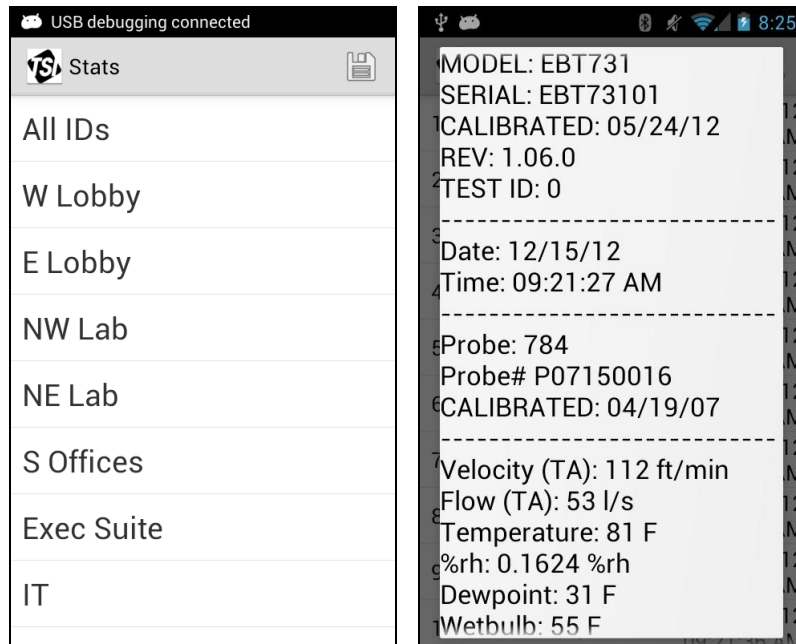 USB debugging connected
TSI Stats
All IDs
W Lobby
E Lobby
NW Lab
NE Lab
S Offices
Exec Suite
IT
8:25
MODEL: EBT731
SERIAL: EBT73101
CALIBRATED: 05/24/12
REV: 1.06.0
TEST ID: 0
----------------------------
Date: 12/15/12
Time: 09:21:27 AM
----------------------------
Probe: 784
Probe# P07150016
CALIBRATED: 04/19/07
----------------------------
Velocity (TA): 112 ft/min
Flow (TA): 53 l/s
Temperature: 81 F
%rh: 0.1624 %rh
Dewpoint: 31 F
Wetbulb: 55 F